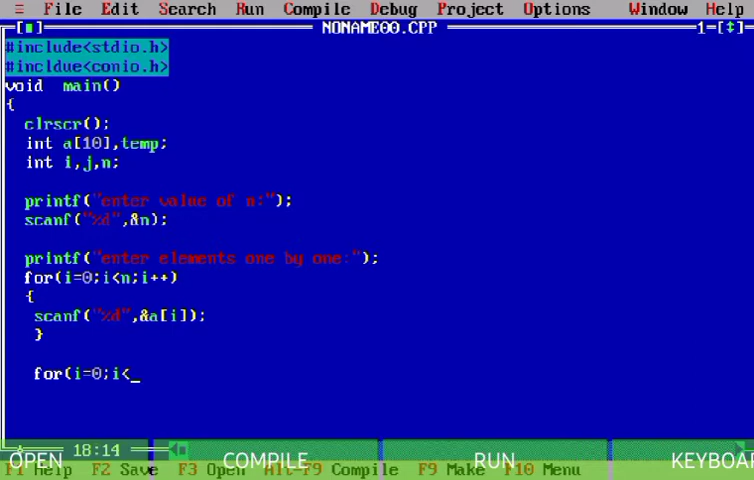 ≡ File Edit Search Run Compile Debug Project Options Window Help
[■] NONAME00.CPP 1=[↕]
#include<stdio.h>
#incldue<conio.h>
void main()
{
clrscr();
int a[10],temp;
int i,j,n;
printf("enter value of n:");
scanf("%d",&n);
printf("enter elements one by one:");
for(i=0;i<n;i++)
{
scanf("%d",&a[i]);
}
for(i=0;i<_
18:14
OPEN COMPILE RUN KEYBOAR
F1 Help F2 Save F3 Open Alt-F9 Compile F9 Make F10 Menu